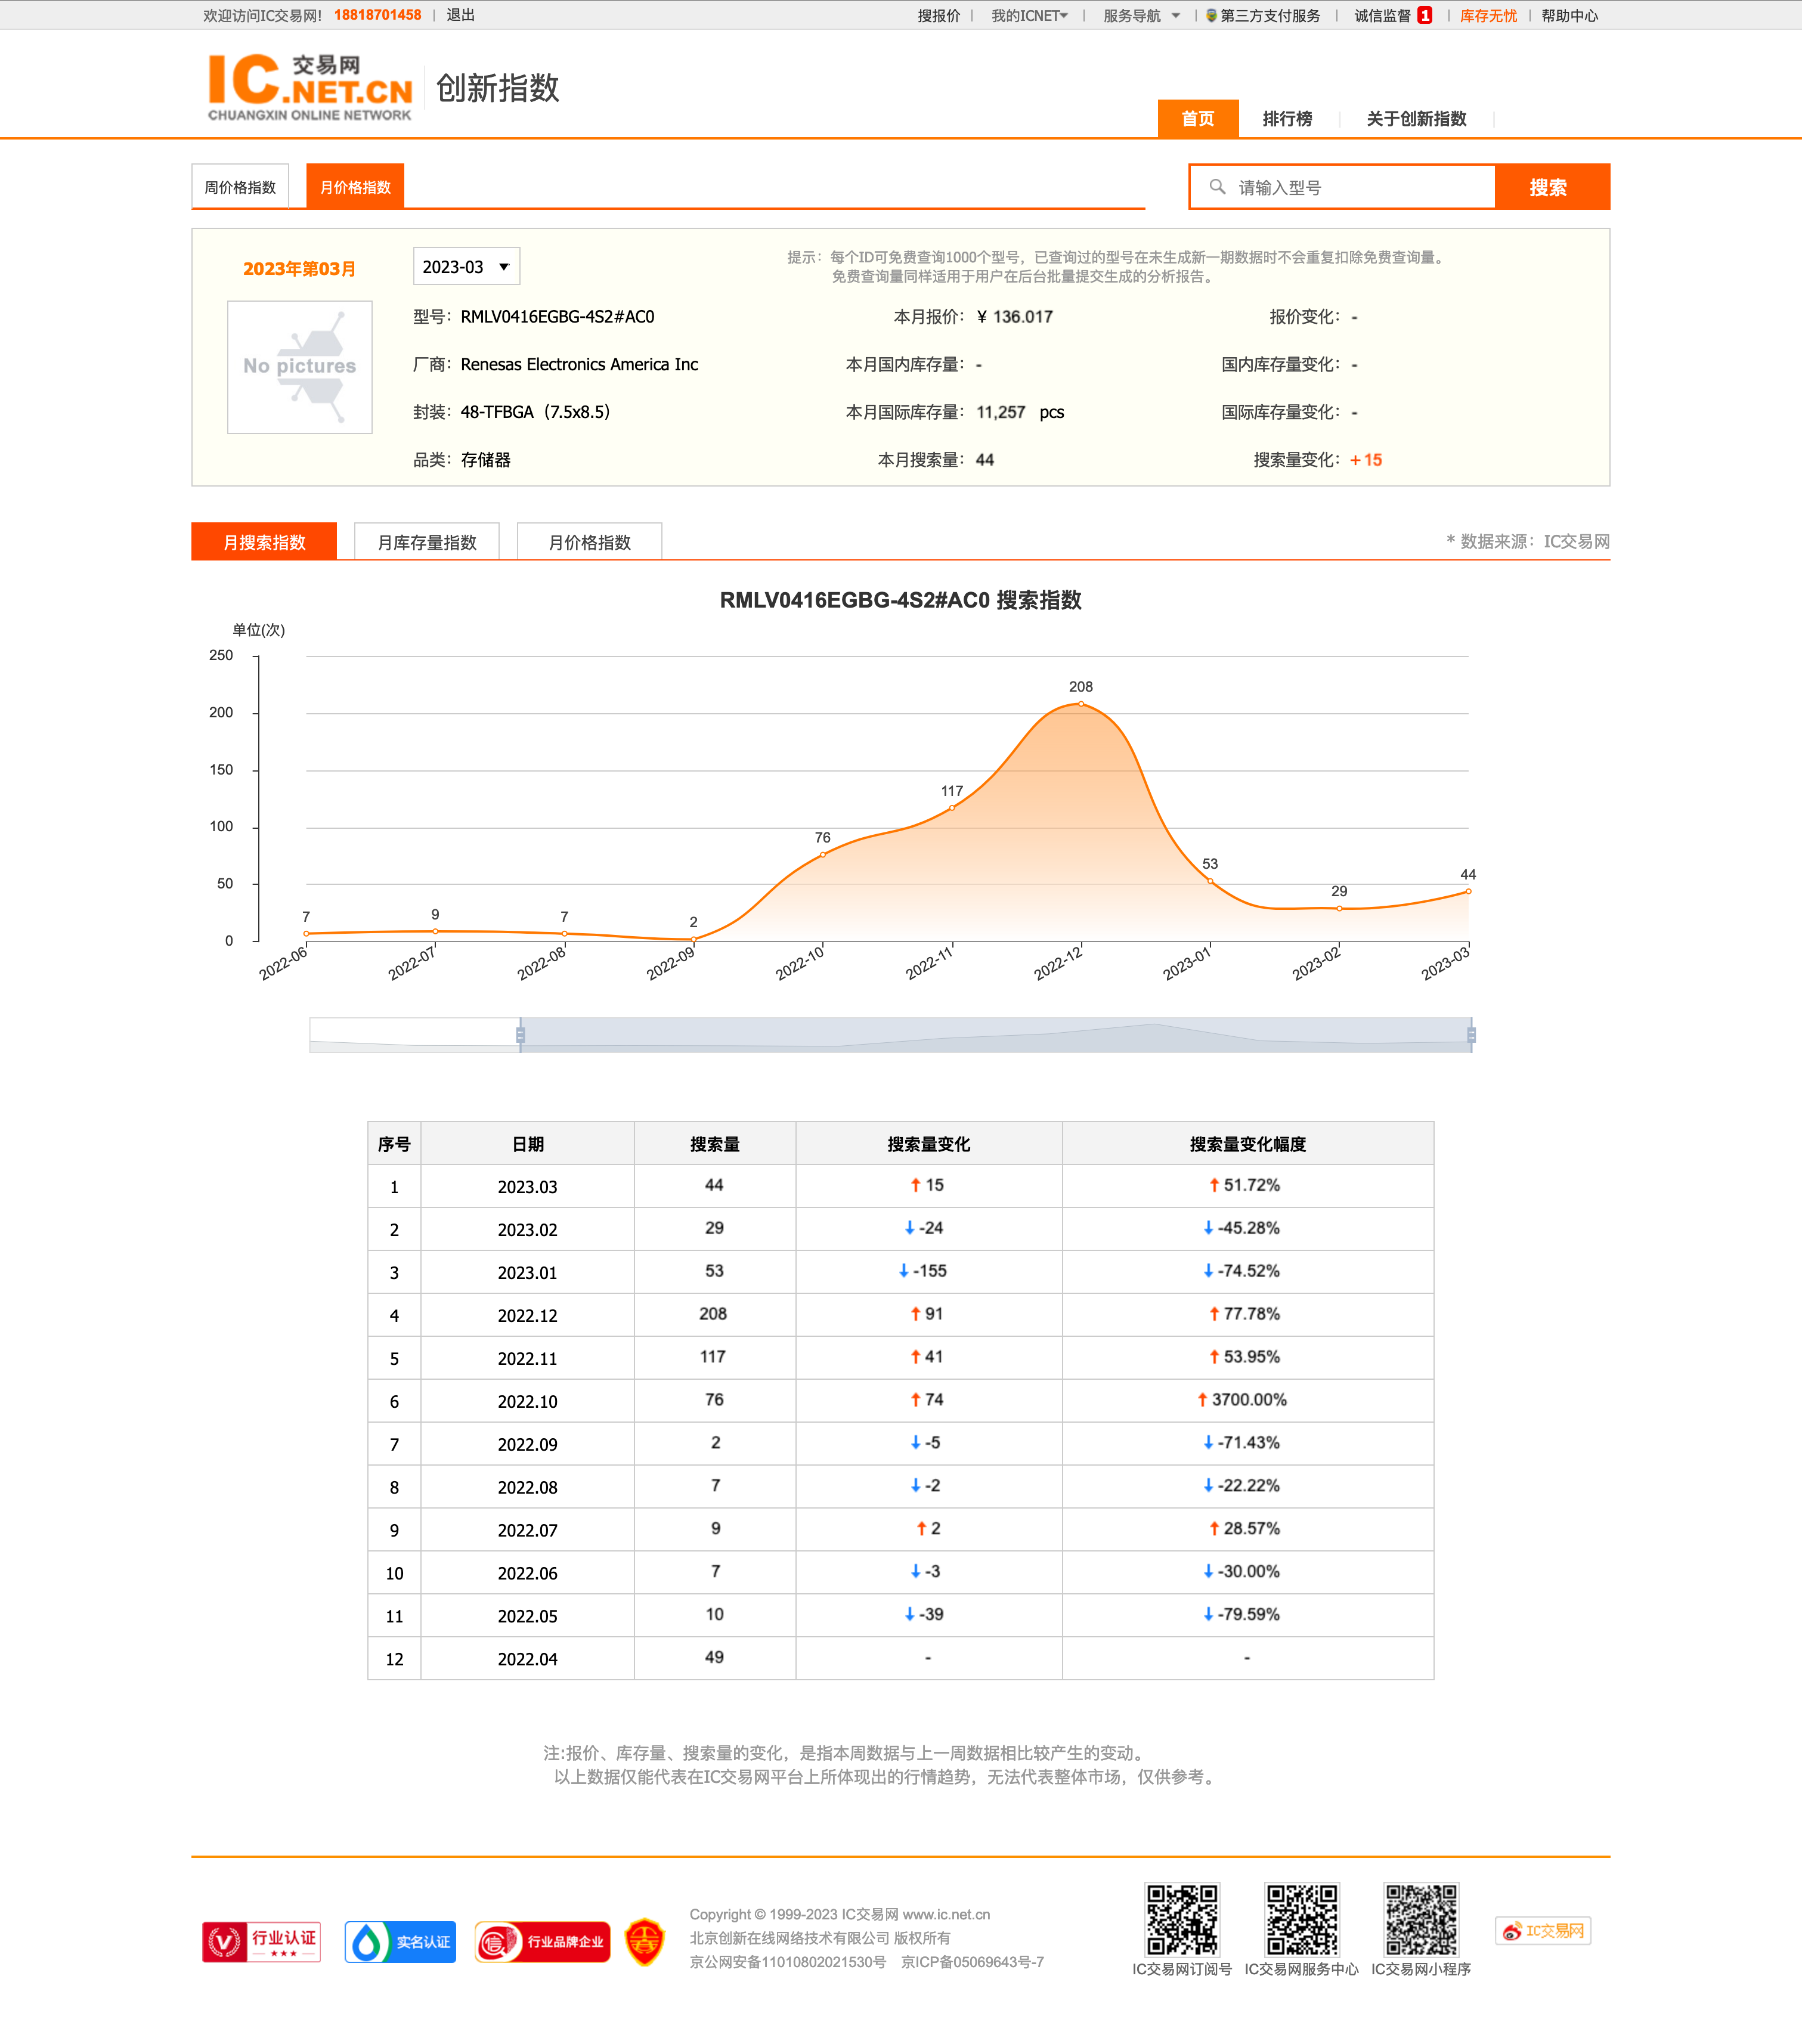 欢迎访问IC交易网! 18818701458 | 退出
搜报价 | 我的ICNET | 服务导航 | 第三方支付服务 | 诚信监督 1 | 库存无忧 | 帮助中心
IC 交易网
.NET.CN
CHUANGXIN ONLINE NETWORK
创新指数
首页 排行榜 关于创新指数
周价格指数 月价格指数
请输入型号 搜索
2023年第03月 2023-03
提示：每个ID可免费查询1000个型号，已查询过的型号在未生成新一期数据时不会重复扣除免费查询量。
免费查询量同样适用于用户在后台批量提交生成的分析报告。
No pictures
型号：RMLV0416EGBG-4S2#AC0 本月报价：¥ 136.017 报价变化：-
厂商：Renesas Electronics America Inc 本月国内库存量：- 国内库存量变化：-
封装：48-TFBGA（7.5x8.5） 本月国际库存量：11,257 pcs 国际库存量变化：-
品类：存储器 本月搜索量：44 搜索量变化：+15
月搜索指数 月库存量指数 月价格指数 * 数据来源：IC交易网
RMLV0416EGBG-4S2#AC0 搜索指数
单位(次)
250
200
150
100
50
0
7 9 7 2 76 117 208 53 29 44
2022-06 2022-07 2022-08 2022-09 2022-10 2022-11 2022-12 2023-01 2023-02 2023-03
序号 日期 搜索量 搜索量变化 搜索量变化幅度
1 2023.03 44 ↑ 15 ↑ 51.72%
2 2023.02 29 ↓ -24 ↓ -45.28%
3 2023.01 53 ↓ -155 ↓ -74.52%
4 2022.12 208 ↑ 91 ↑ 77.78%
5 2022.11 117 ↑ 41 ↑ 53.95%
6 2022.10 76 ↑ 74 ↑ 3700.00%
7 2022.09 2 ↓ -5 ↓ -71.43%
8 2022.08 7 ↓ -2 ↓ -22.22%
9 2022.07 9 ↑ 2 ↑ 28.57%
10 2022.06 7 ↓ -3 ↓ -30.00%
11 2022.05 10 ↓ -39 ↓ -79.59%
12 2022.04 49 - -
注:报价、库存量、搜索量的变化，是指本周数据与上一周数据相比较产生的变动。
以上数据仅能代表在IC交易网平台上所体现出的行情趋势，无法代表整体市场，仅供参考。
行业认证
实名认证
信 行业品牌企业
Copyright © 1999-2023 IC交易网 www.ic.net.cn
北京创新在线网络技术有限公司 版权所有
京公网安备11010802021530号 京ICP备05069643号-7
IC交易网订阅号 IC交易网服务中心 IC交易网小程序
IC交易网